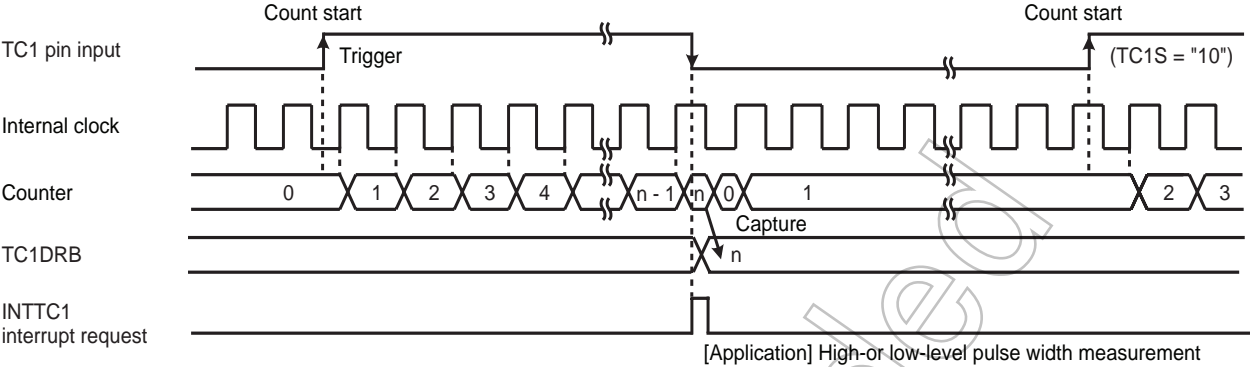 Count start
Count start
TC1 pin input
Trigger
(TC1S = "10")
Internal clock
Counter
0
1
2
3
4
n - 1
n
0
1
2
3
Capture
TC1DRB
n
INTTC1
interrupt request
[Application] High-or low-level pulse width measurement